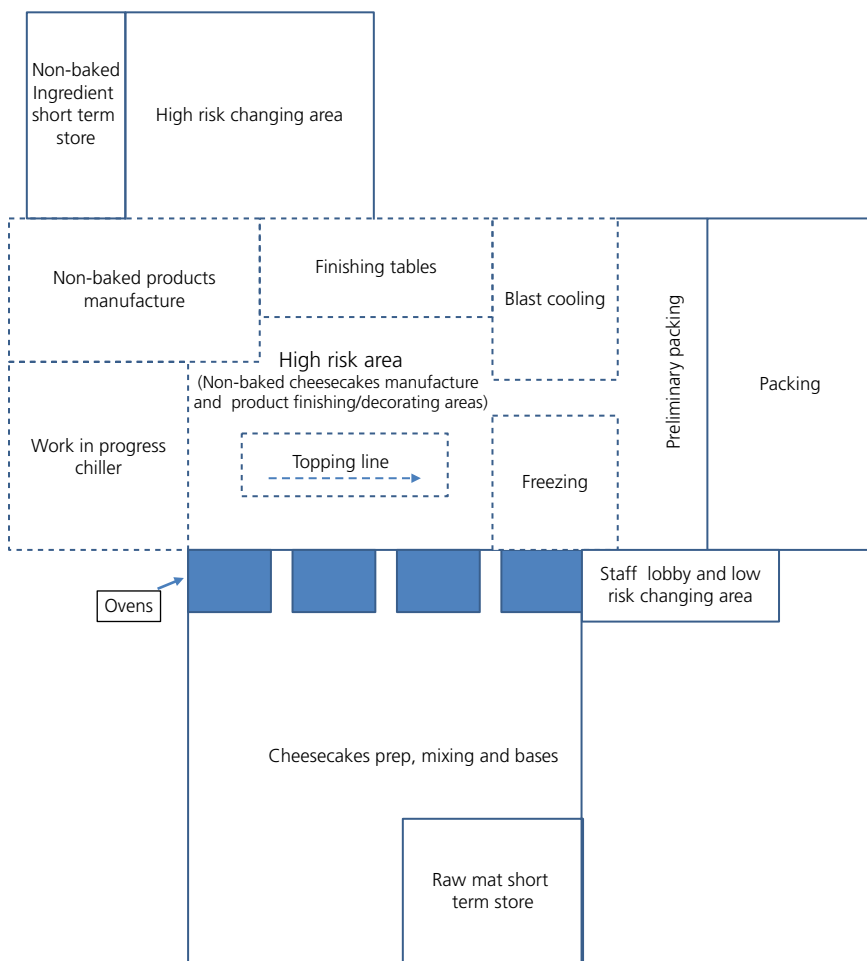 Non-baked
Ingredient
short term
store
High risk changing area
Non-baked products
manufacture
Finishing tables
Blast cooling
Preliminary packing
Packing
High risk area
(Non-baked cheesecakes manufacture
and product finishing/decorating areas)
Work in progress
chiller
Topping line
Freezing
Ovens
Staff lobby and low
risk changing area
Cheesecakes prep, mixing and bases
Raw mat short
term store